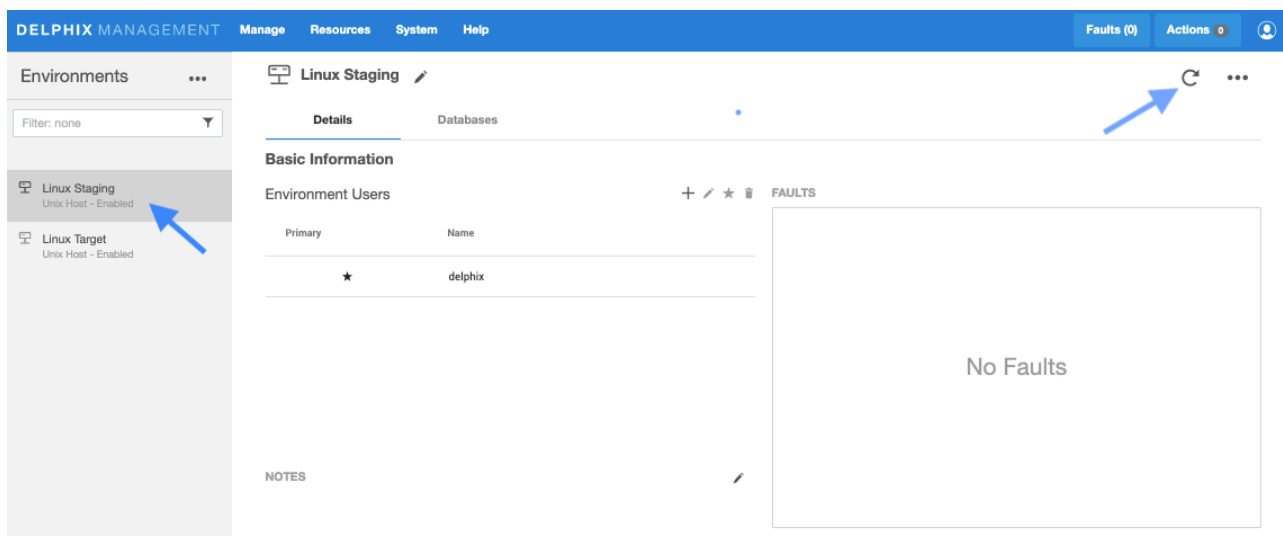 DELPHIX MANAGEMENT Manage Resources System Help Faults (0) Actions 0
Environments
Filter: none
Linux Staging
Unix Host - Enabled
Linux Target
Unix Host - Enabled
Linux Staging
Details Databases
Basic Information
Environment Users
Primary Name
delphix
NOTES
FAULTS
No Faults